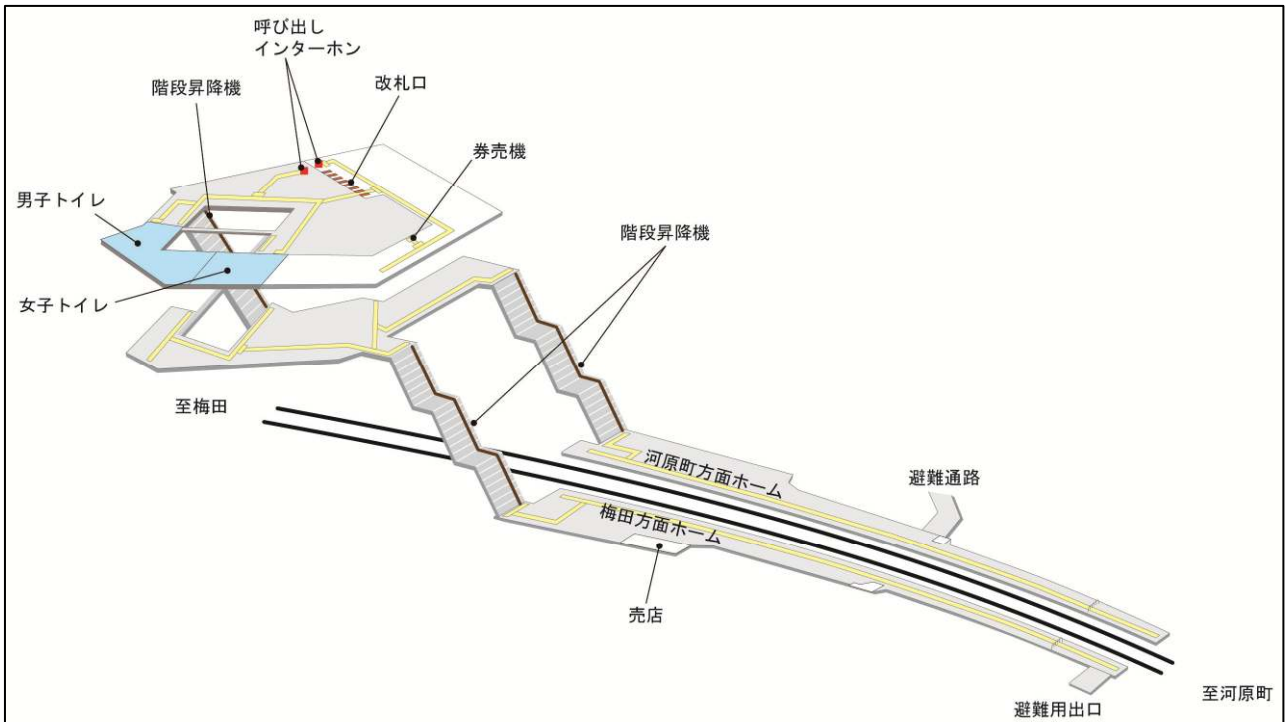 呼び出し
インターホン
階段昇降機
改札口
券売機
男子トイレ
階段昇降機
女子トイレ
至梅田
河原町方面ホーム
避難通路
梅田方面ホーム
売店
至河原町
避難用出口